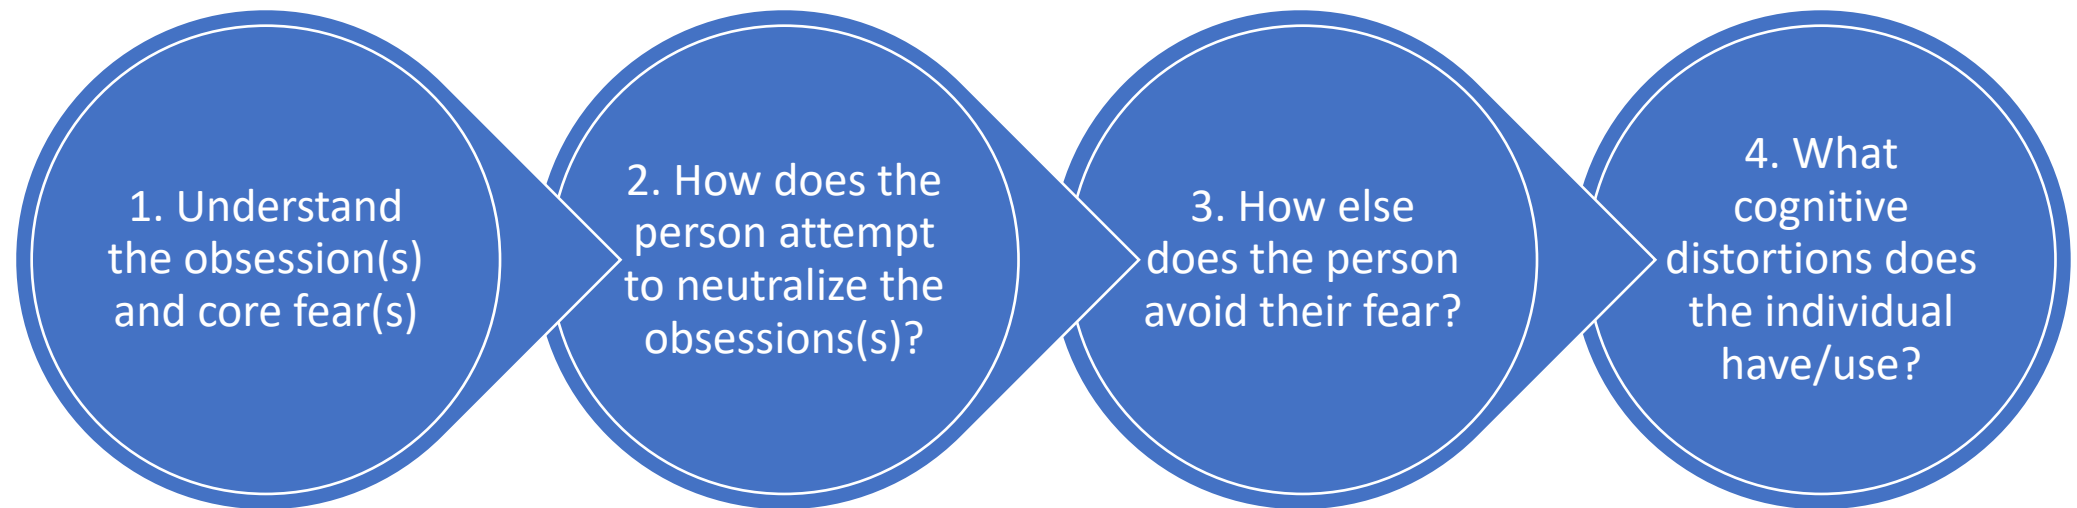 1. Understand
the obsession(s)
and core fear(s)
2. How does the
person attempt
to neutralize the
obsessions(s)?
3. How else
does the person
avoid their fear?
4. What
cognitive
distortions does
the individual
have/use?